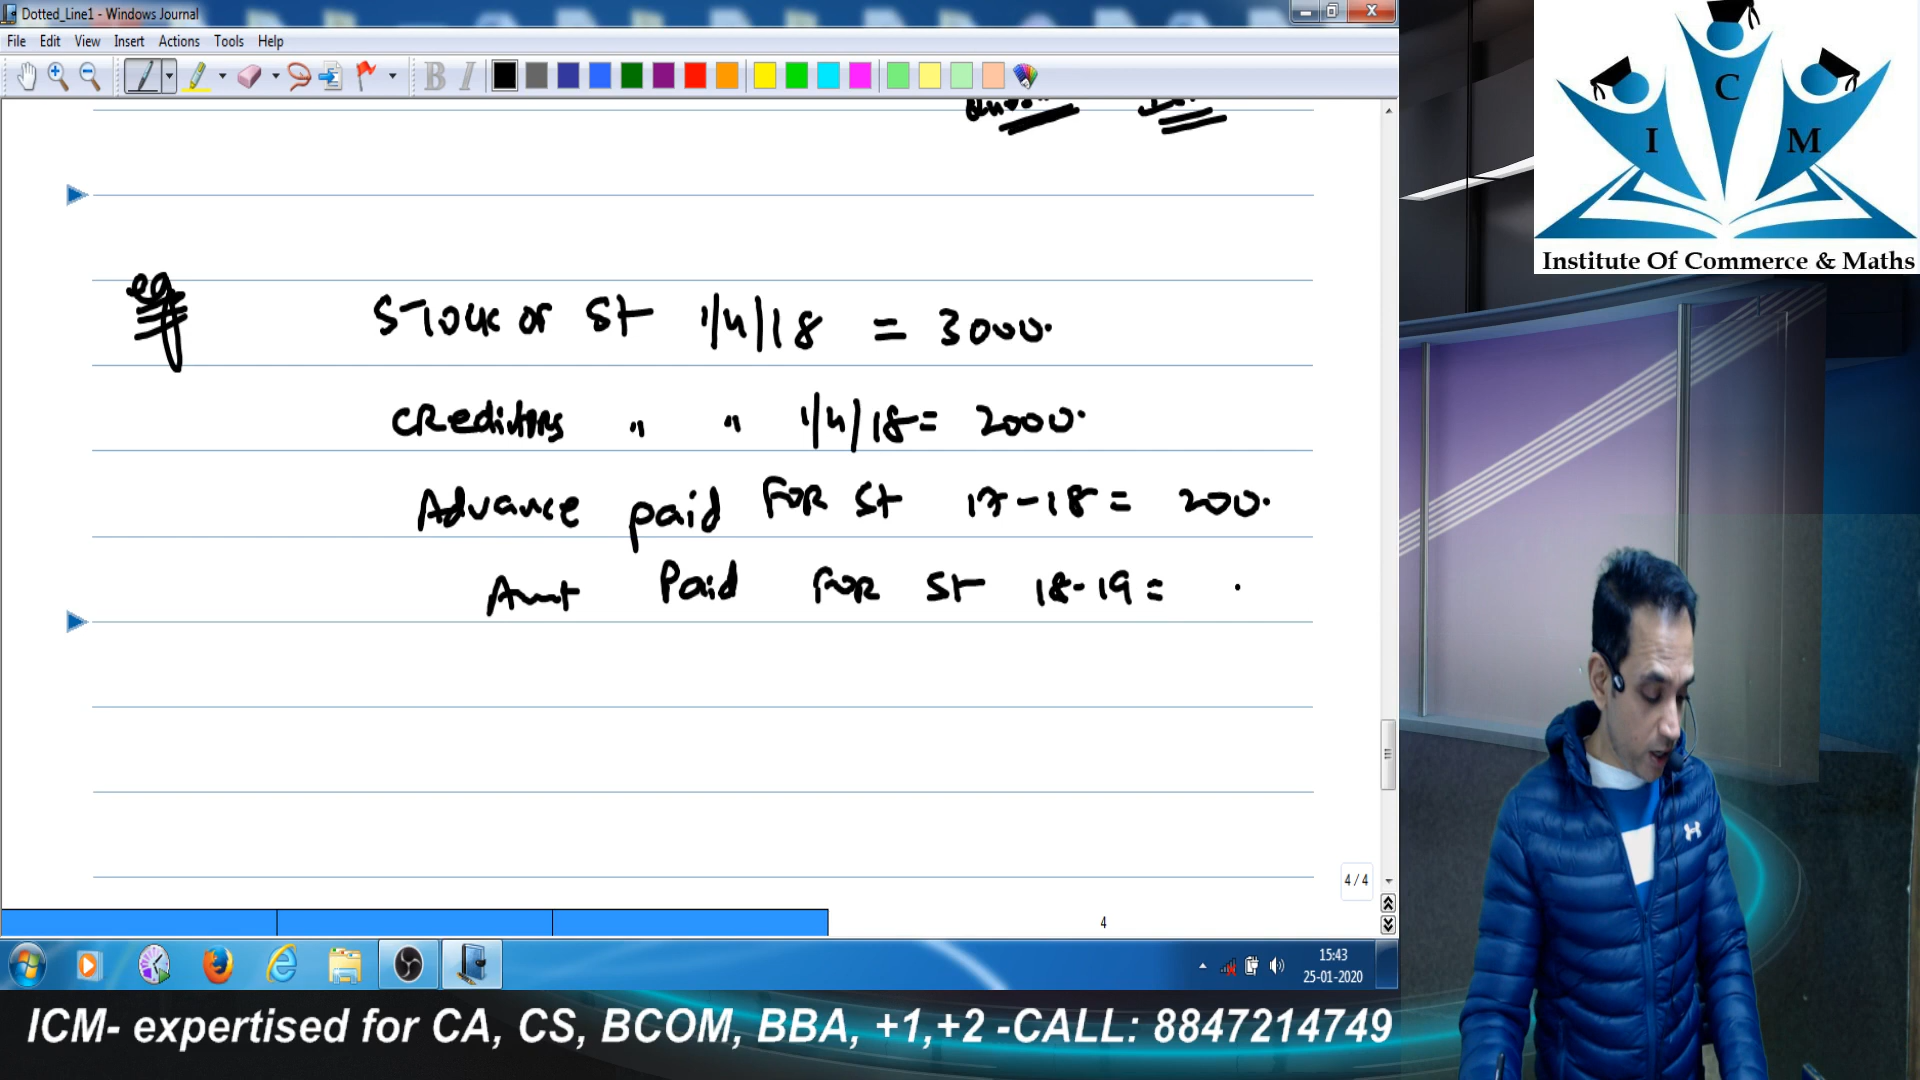 Dotted_Line1 - Windows Journal
File Edit View Insert Actions Tools Help
B I
I C M
Institute Of Commerce & Maths
eg
Stock of St 1/4/18 = 3000.
Creditors " " 1/4/18 = 2000.
Advance paid For St 17-18 = 200.
Amt Paid For St 18-19 = .
4 / 4
4
15:43
25-01-2020
ICM- expertised for CA, CS, BCOM, BBA, +1,+2 -CALL: 8847214749